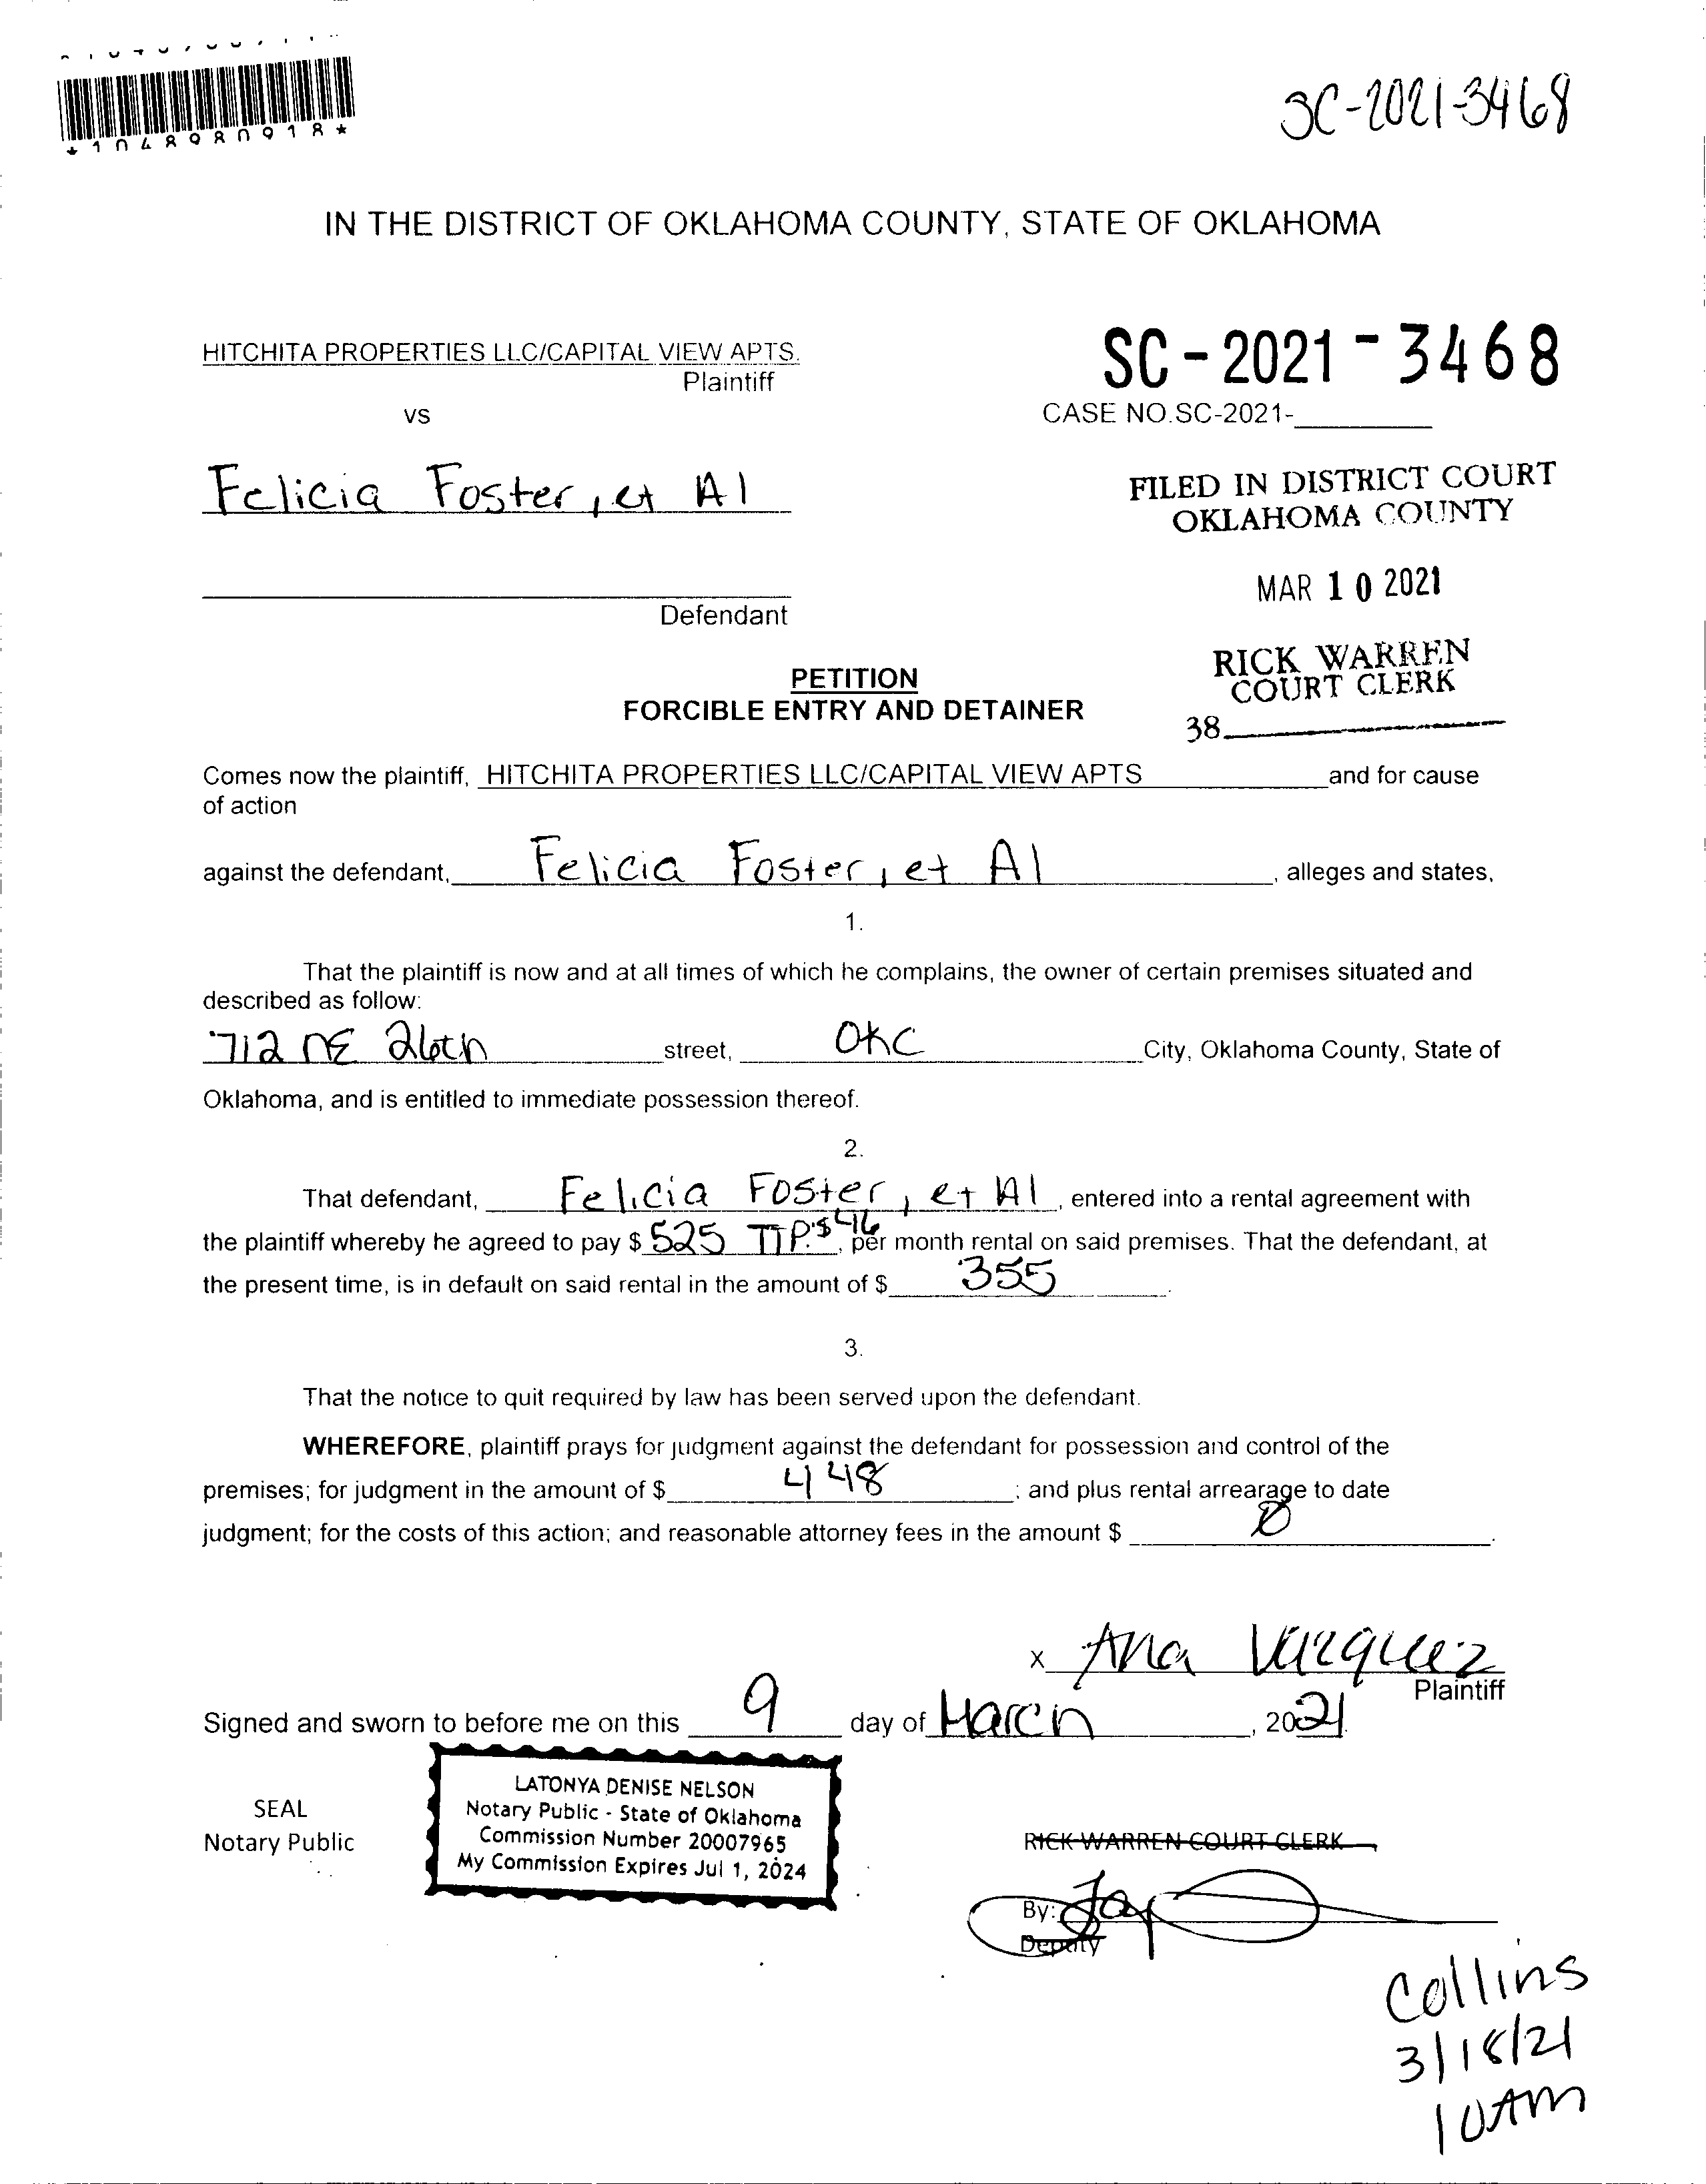 *1048980918*
SC-2021-3468
IN THE DISTRICT OF OKLAHOMA COUNTY, STATE OF OKLAHOMA
HITCHITA PROPERTIES LLC/CAPITAL VIEW APTS.
Plaintiff
SC-2021-3468
vs
CASE NO.SC-2021-
Felicia Foster, et Al
FILED IN DISTRICT COURT
OKLAHOMA COUNTY
MAR 10 2021
Defendant
RICK WARREN
COURT CLERK
38
PETITION
FORCIBLE ENTRY AND DETAINER
Comes now the plaintiff, HITCHITA PROPERTIES LLC/CAPITAL VIEW APTS and for cause
of action
against the defendant, Felicia Foster, et Al, alleges and states,
1.
That the plaintiff is now and at all times of which he complains, the owner of certain premises situated and
described as follow:
712 NE 26th street, OKC City, Oklahoma County, State of
Oklahoma, and is entitled to immediate possession thereof.
2.
That defendant, Felicia Foster, et Al, entered into a rental agreement with
the plaintiff whereby he agreed to pay $ 525 TTP:$46, per month rental on said premises. That the defendant, at
the present time, is in default on said rental in the amount of $ 355.
3.
That the notice to quit required by law has been served upon the defendant.
WHEREFORE, plaintiff prays for judgment against the defendant for possession and control of the
premises; for judgment in the amount of $ 448; and plus rental arrearage to date
judgment; for the costs of this action; and reasonable attorney fees in the amount $ 0.
x Ana Vazquez
Plaintiff
Signed and sworn to before me on this 9 day of March, 2021.
LATONYA DENISE NELSON
Notary Public - State of Oklahoma
Commission Number 20007965
My Commission Expires Jul 1, 2024
SEAL
Notary Public
RICK WARREN COURT CLERK
By:
Deputy
Collins
3/18/21
10AM